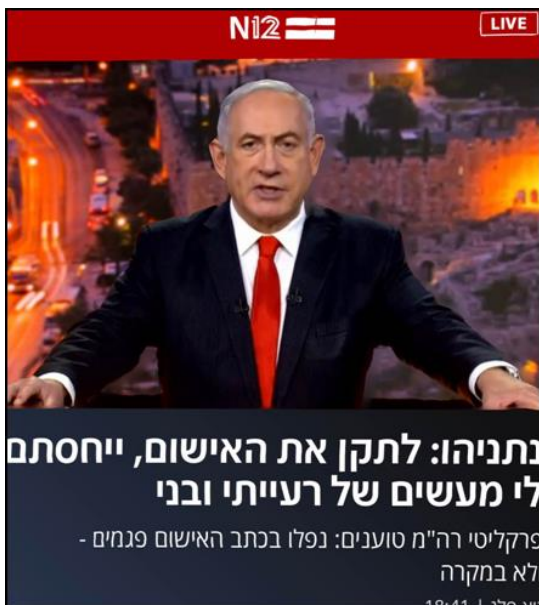 N12
LIVE
נתניהו: לתקן את האישום, ייחסתם
לי מעשים של רעייתי ובני
פרקליטי רה"מ טוענים: נפלו בכתב האישום פגמים -
לא במקרה
18:41 |